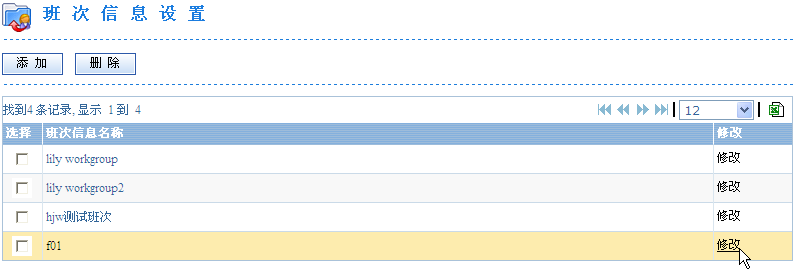 班次信息设置
添加 删除
找到4 条记录, 显示 1 到 4 12
选择 班次信息名称 修改
lily workgroup 修改
lily workgroup2 修改
hjw测试班次 修改
f01 修改